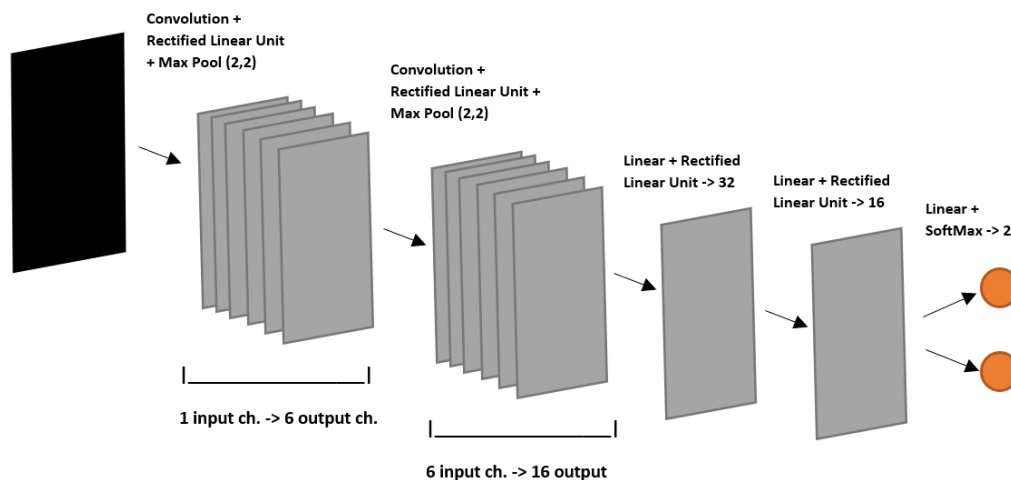 Convolution +
Rectified Linear Unit
+ Max Pool (2,2)
Convolution +
Rectified Linear Unit +
Max Pool (2,2)
Linear + Rectified
Linear Unit -> 32
Linear + Rectified
Linear Unit -> 16
Linear +
SoftMax -> 2
1 input ch. -> 6 output ch.
6 input ch. -> 16 output